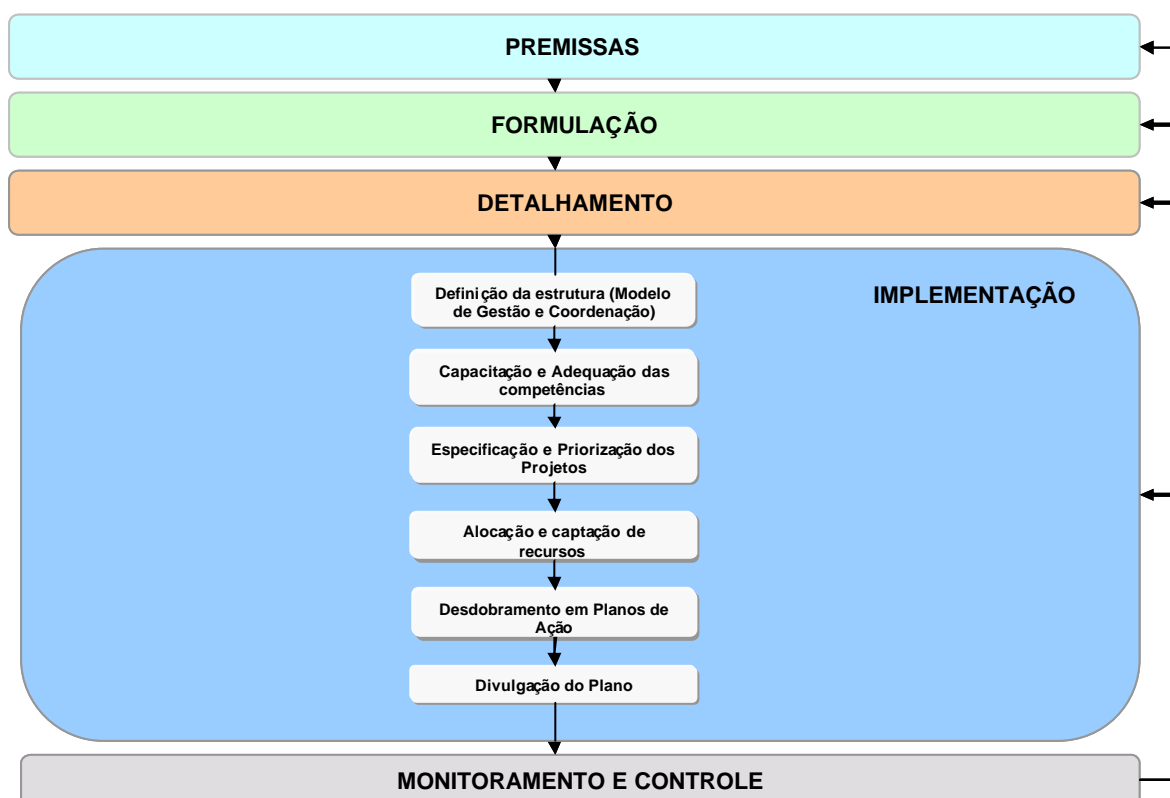 PREMISSAS
FORMULAÇÃO
DETALHAMENTO
IMPLEMENTAÇÃO
Definição da estrutura (Modelo
de Gestão e Coordenação)
Capacitação e Adequação das
competências
Especificação e Priorização dos
Projetos
Alocação e captação de
recursos
Desdobramento em Planos de
Ação
Divulgação do Plano
MONITORAMENTO E CONTROLE